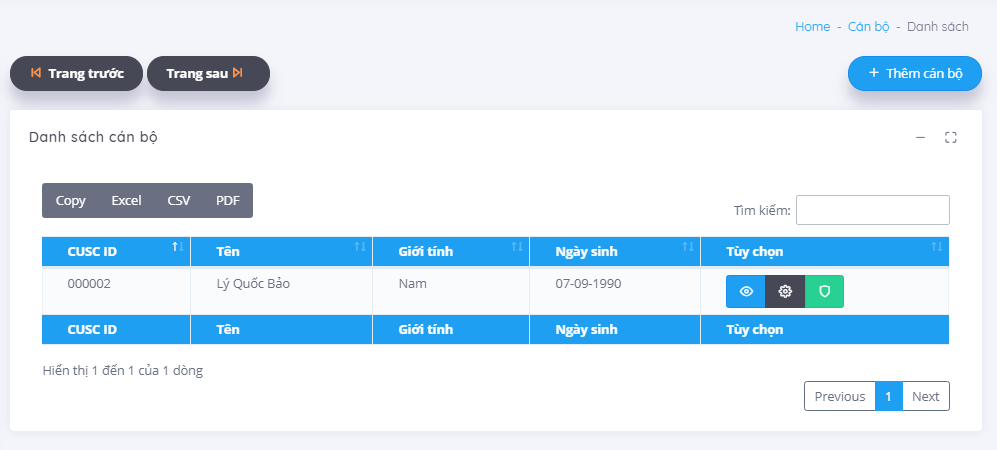 Home - Cán bộ - Danh sách
Trang trước Trang sau + Thêm cán bộ
Danh sách cán bộ
Copy Excel CSV PDF
Tìm kiếm:
CUSC ID Tên Giới tính Ngày sinh Tùy chọn
000002 Lý Quốc Bảo Nam 07-09-1990
CUSC ID Tên Giới tính Ngày sinh Tùy chọn
Hiển thị 1 đến 1 của 1 dòng
Previous 1 Next